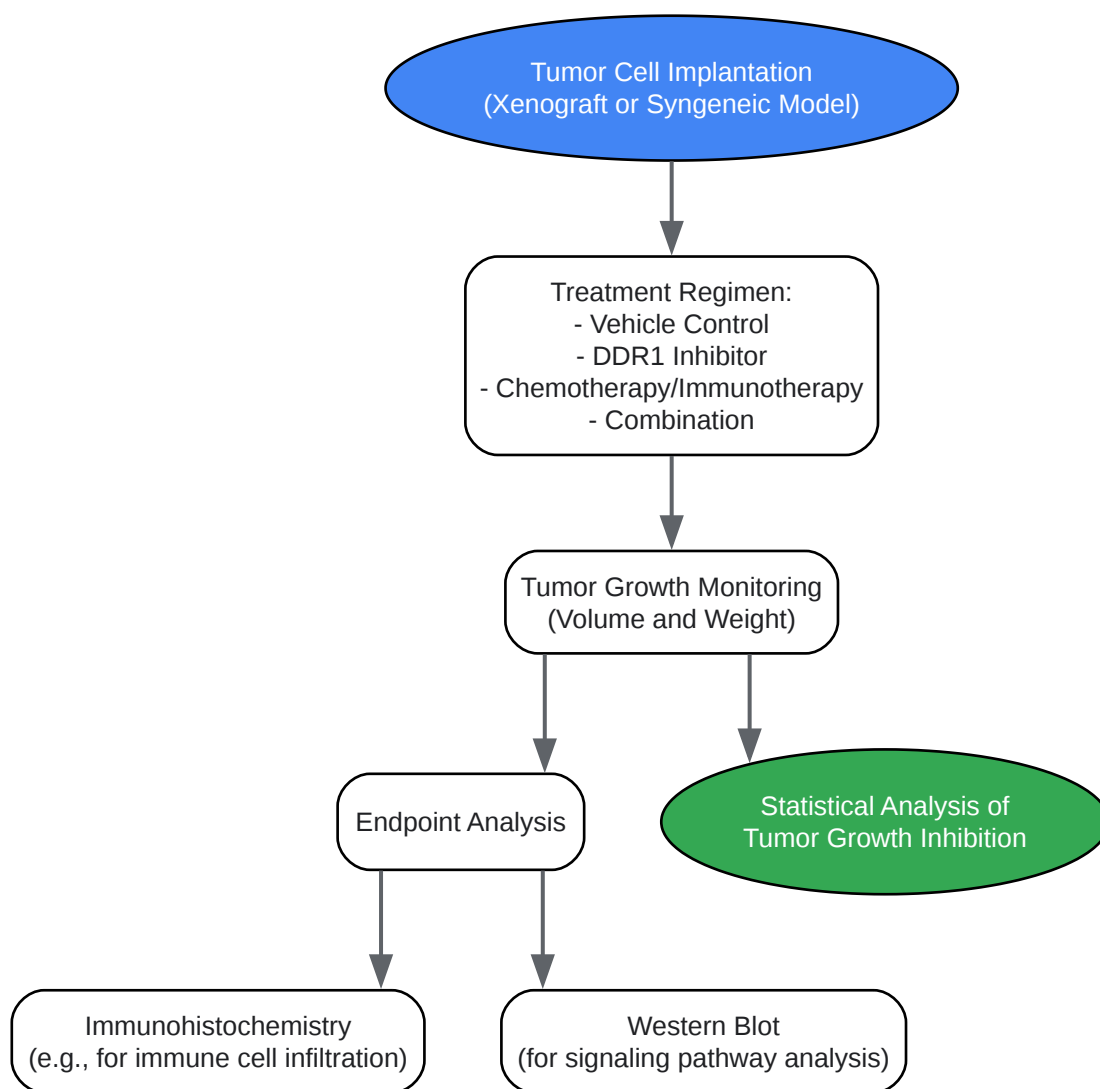 Tumor Cell Implantation
(Xenograft or Syngeneic Model)
Treatment Regimen:
- Vehicle Control
- DDR1 Inhibitor
- Chemotherapy/Immunotherapy
- Combination
Tumor Growth Monitoring
(Volume and Weight)
Endpoint Analysis
Statistical Analysis of
Tumor Growth Inhibition
Immunohistochemistry
(e.g., for immune cell infiltration)
Western Blot
(for signaling pathway analysis)